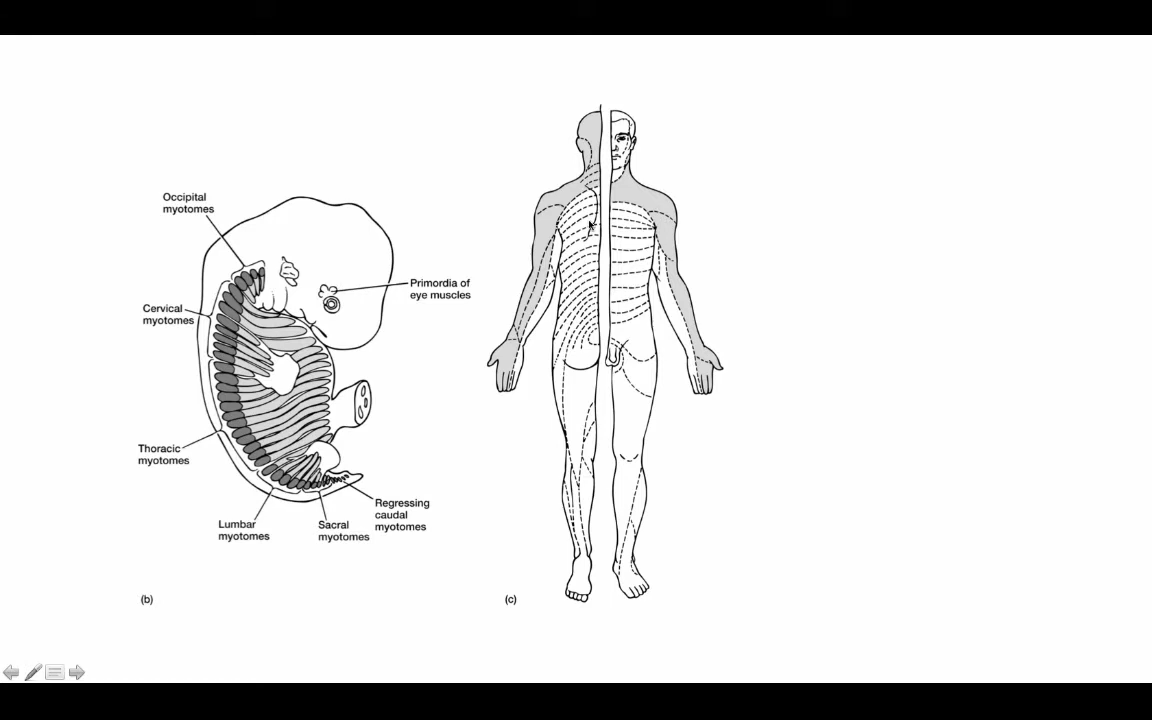 Occipital
myotomes
Primordia of
eye muscles
Cervical
myotomes
Thoracic
myotomes
Regressing
caudal
myotomes
Lumbar
myotomes
Sacral
myotomes
(b)
(c)